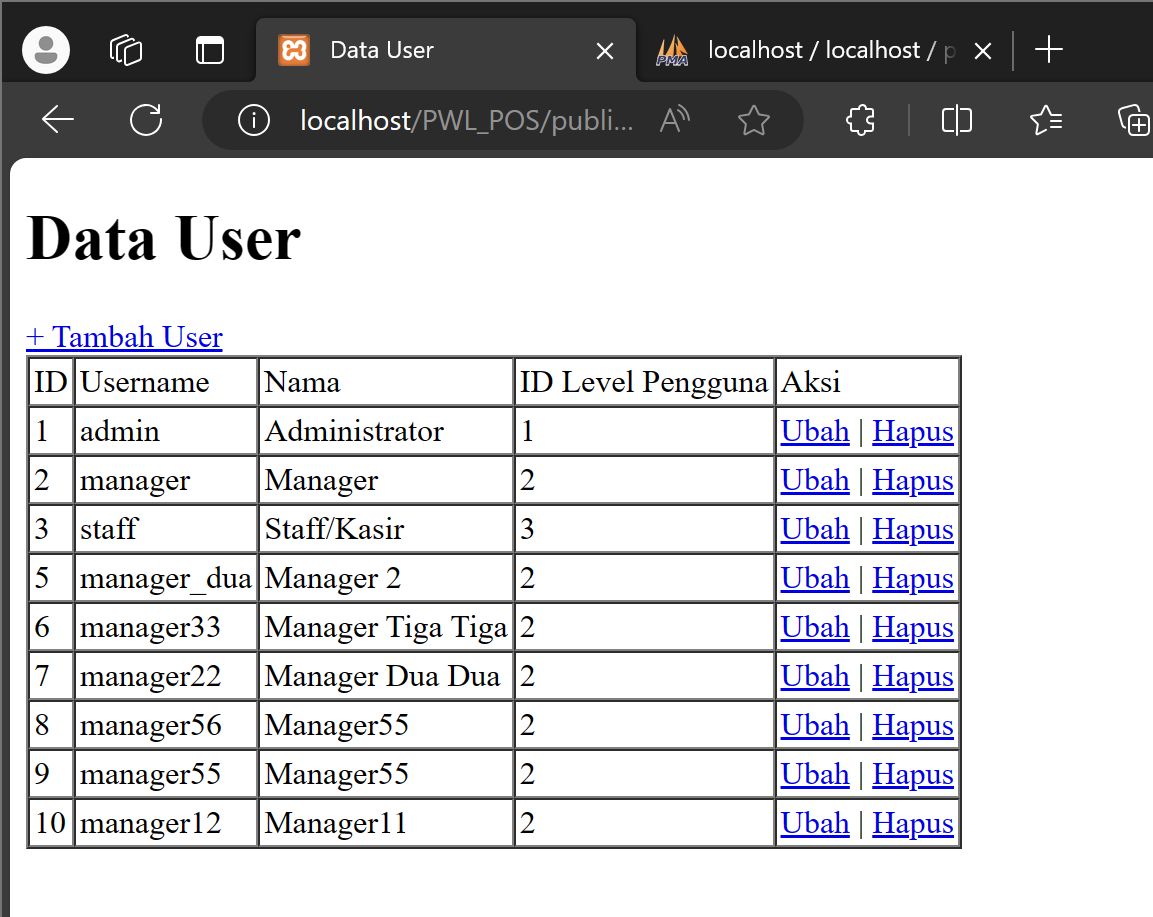 Data User
PMA localhost / localhost / p
localhost/PWL_POS/publi...
Data User
+ Tambah User
ID Username Nama ID Level Pengguna Aksi
1 admin Administrator 1 Ubah | Hapus
2 manager Manager 2 Ubah | Hapus
3 staff Staff/Kasir 3 Ubah | Hapus
5 manager_dua Manager 2 2 Ubah | Hapus
6 manager33 Manager Tiga Tiga 2 Ubah | Hapus
7 manager22 Manager Dua Dua 2 Ubah | Hapus
8 manager56 Manager55 2 Ubah | Hapus
9 manager55 Manager55 2 Ubah | Hapus
10 manager12 Manager11 2 Ubah | Hapus